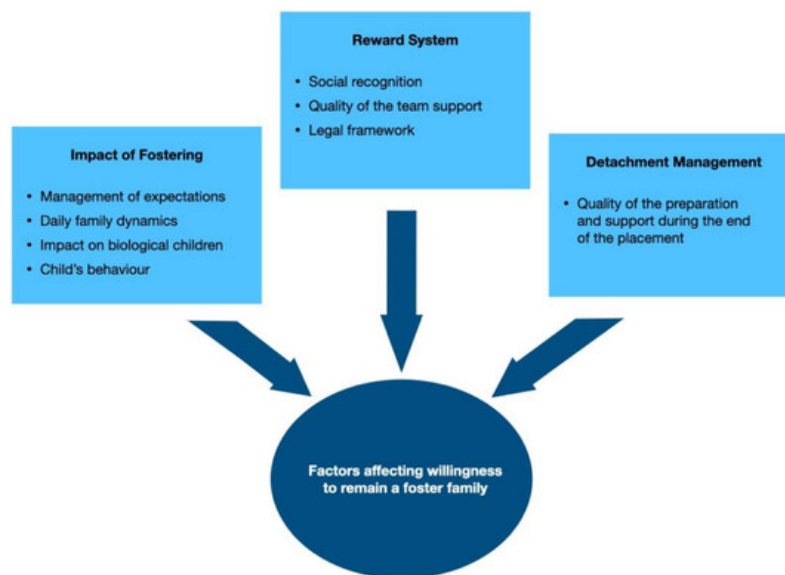 Reward System
• Social recognition
• Quality of the team support
• Legal framework
Impact of Fostering
• Management of expectations
• Daily family dynamics
• Impact on biological children
• Child's behaviour
Detachment Management
• Quality of the preparation
and support during the end
of the placement
Factors affecting willingness
to remain a foster family